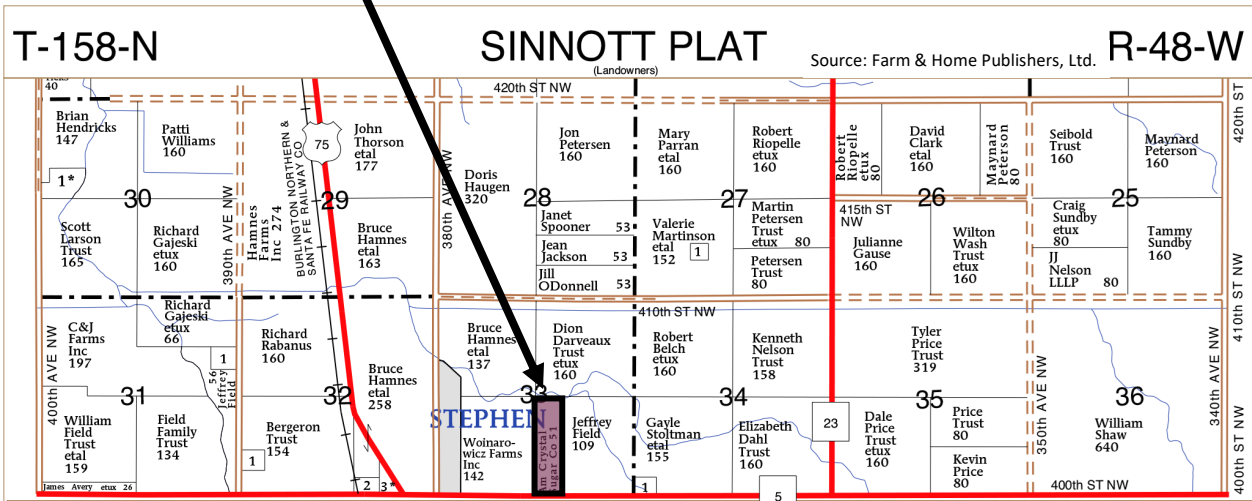 T-158-N
SINNOTT PLAT
(Landowners)
Source: Farm & Home Publishers, Ltd.
R-48-W
40
420th ST NW
420th ST
Brian
Hendricks
147
1*
Patti
Williams
160
30
Scott
Larson
Trust
165
Richard
Gajeski
etux
160
390th AVE NW
Hamnes
Farms
Inc 274
BURLINGTON NORTHERN &
SANTA FE RAILWAY CO
75
John
Thorson
etal
177
29
Bruce
Hamnes
etal
163
380th AVE NW
Doris
Haugen
320
Jon
Petersen
160
28
Janet
Spooner 53
Jean
Jackson 53
Jill
ODonnell 53
Mary
Parran
etal
160
Robert
Riopelle
etux
160
27
Valerie
Martinson
etal
152
1
Martin
Petersen
Trust
etux 80
Petersen
Trust
80
Robert
Riopelle
etux
80
David
Clark
etal
160
Maynard
Peterson
80
26
415th ST
NW
Julianne
Gause
160
Wilton
Wash
Trust
etux
160
Seibold
Trust
160
Maynard
Peterson
160
25
Craig
Sundby
etux
80
JJ
Nelson
LLLP 80
Tammy
Sundby
160
410th ST NW
410th ST NW
400th AVE NW
C&J
Farms
Inc
197
Richard
Gajeski
etux
66
1
Jeffrey
Field
56
31
William
Field
Trust
etal
159
Field
Family
Trust
134
James Avery etux 26
Richard
Rabanus
160
32
Bruce
Hamnes
etal
258
Bergeron
Trust
154
1
2
3*
Bruce
Hamnes
etal
137
Dion
Darveaux
Trust
etux
160
33
STEPHEN
Woinaro-
wicz Farms
Inc
142
Am Crystal
Sugar Co 51
Jeffrey
Field
109
Robert
Belch
etux
160
Kenneth
Nelson
Trust
158
34
Gayle
Stoltman
etal
155
1
Elizabeth
Dahl
Trust
160
5
23
Tyler
Price
Trust
319
35
Dale
Price
Trust
etux
160
Price
Trust
80
Kevin
Price
80
350th AVE NW
36
William
Shaw
640
340th AVE NW
400th ST NW
400th ST